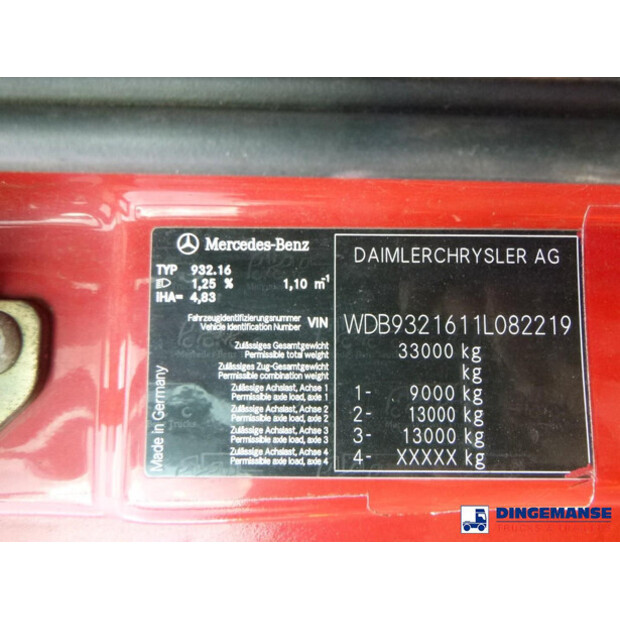 Mercedes-Benz
TYP 932.16
1,25 % 1,10 m⁻¹
IHA= 4,83
Fahrzeugidentifizierungsnummer
Vehicle Identification Number VIN
Zulässiges Gesamtgewicht
Permissible total weight
Zulässiges Zug-Gesamtgewicht
Permissible combination weight
Zulässige Achslast, Achse 1
Permissible axle load, axle 1
Zulässige Achslast, Achse 2
Permissible axle load, axle 2
Zulässige Achslast, Achse 3
Permissible axle load, axle 3
Zulässige Achslast, Achse 4
Permissible axle load, axle 4
Made in Germany
DAIMLERCHRYSLER AG
WDB9321611L082219
33000 kg
kg
1- 9000 kg
2- 13000 kg
3- 13000 kg
4- XXXXX kg
DINGEMANSE